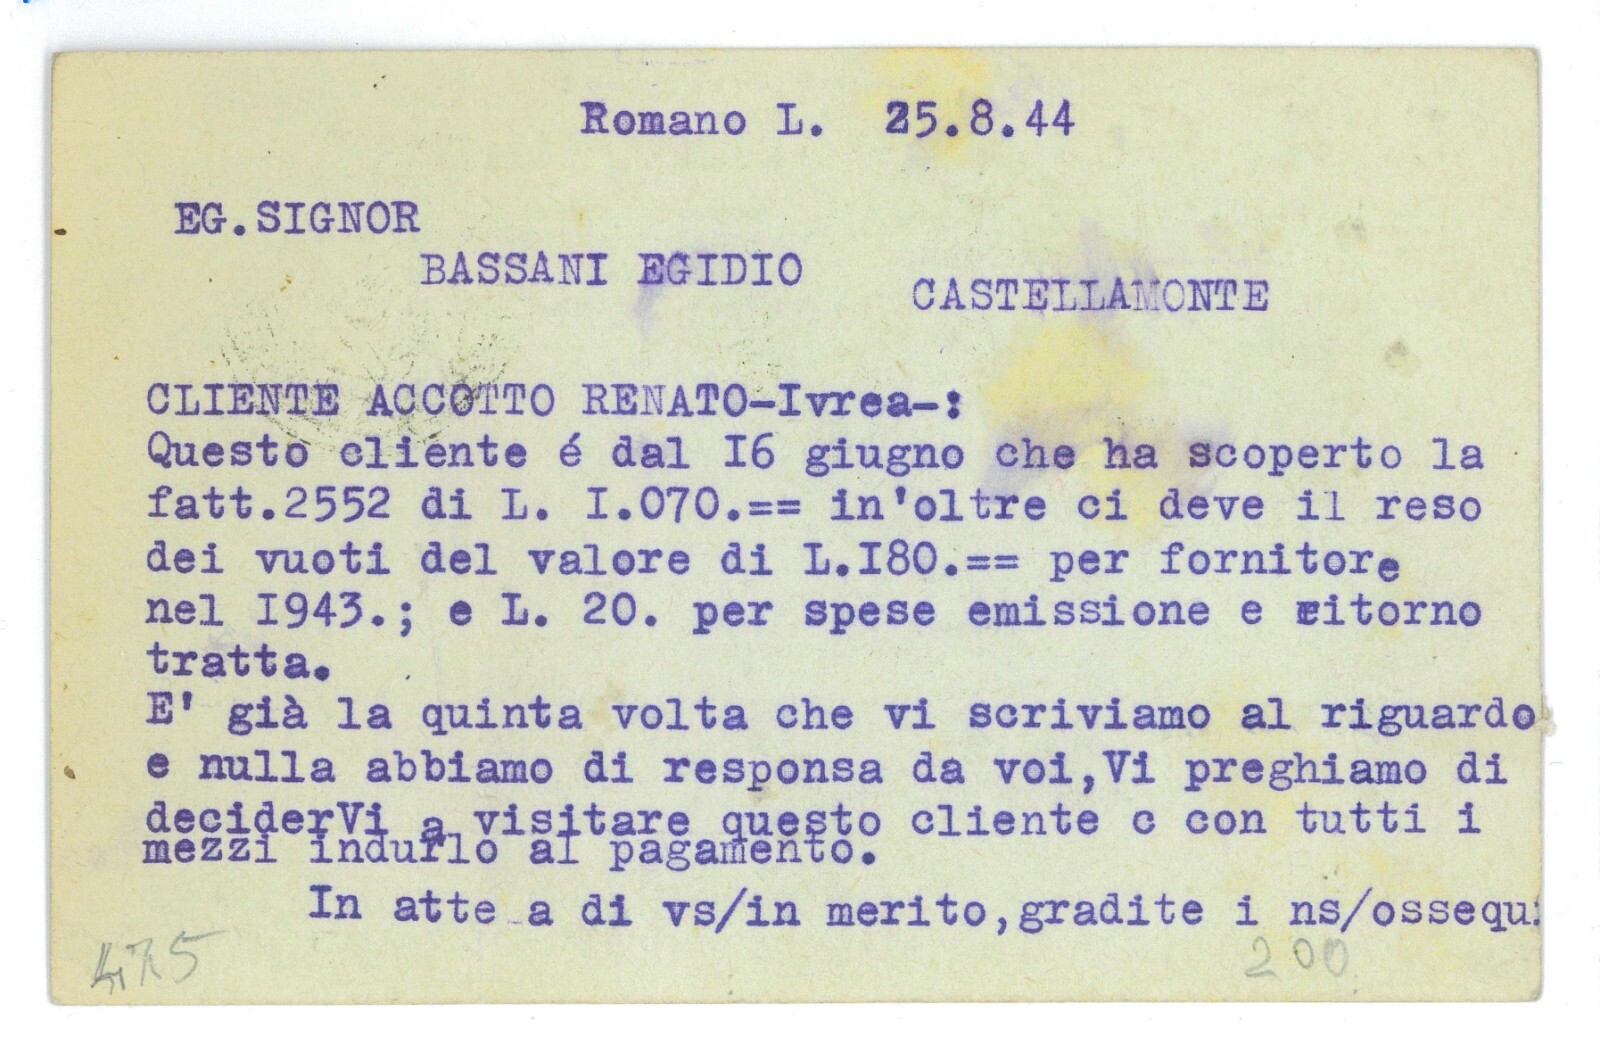 Romano L. 25.8.44
EG.SIGNOR
BASSANI EGIDIO
CASTELLAMONTE
CLIENTE ACCOTTO RENATO-Ivrea-:
Questo cliente é dal I6 giugno che ha scoperto la
fatt.2552 di L. I.070.== in'oltre ci deve il reso
dei vuoti del valore di L.I80.== per fornitore
nel I943.; e L. 20. per spese emissione e ritorno
tratta.
E' già la quinta volta che vi scriviamo al riguardo
e nulla abbiamo di responsa da voi,Vi preghiamo di
deciderVi a visitare questo cliente c con tutti i
mezzi indurlo al pagamento.
In atte a di vs/in merito,gradite i ns/ossequi
475
200